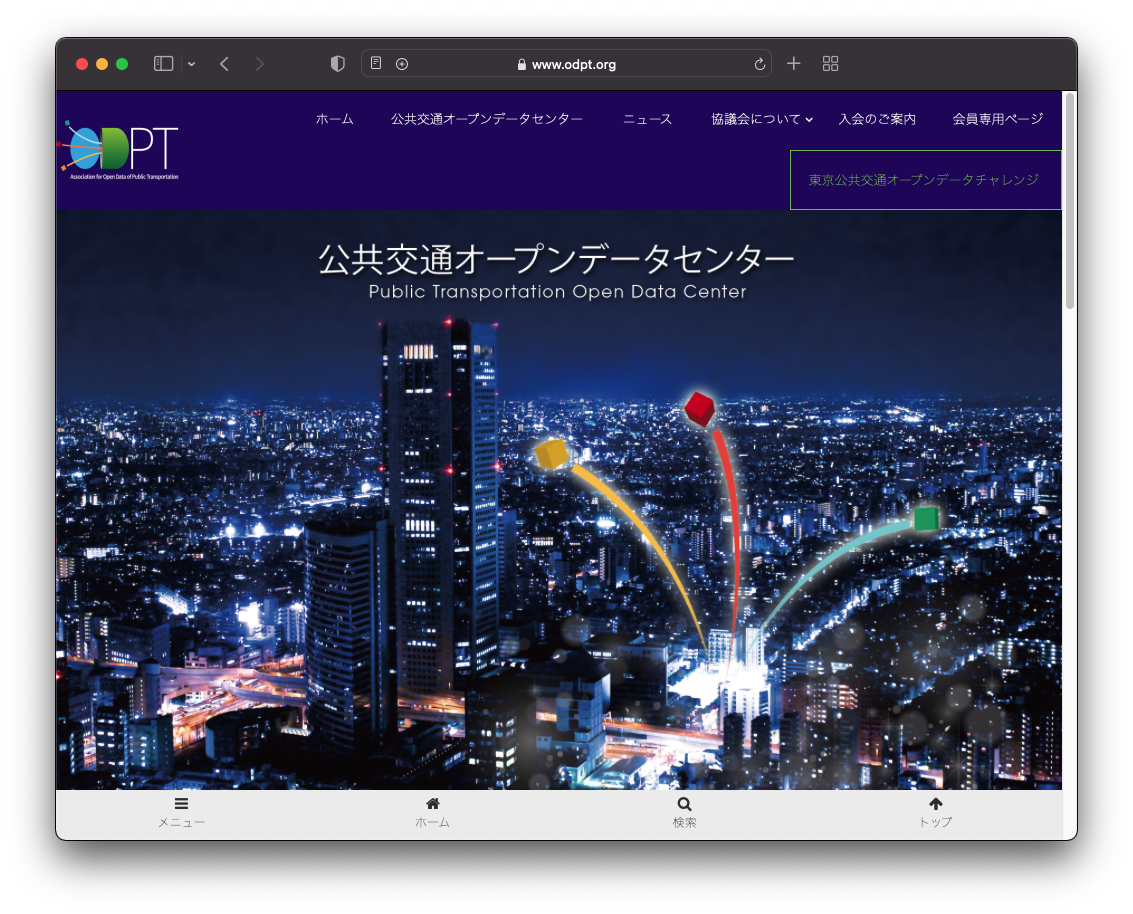 www.odpt.org
ODPT
Association for Open Data of Public Transportation
ホーム
公共交通オープンデータセンター
ニュース
協議会について
入会のご案内
会員専用ページ
東京公共交通オープンデータチャレンジ
公共交通オープンデータセンター
Public Transportation Open Data Center
メニュー
ホーム
検索
トップ